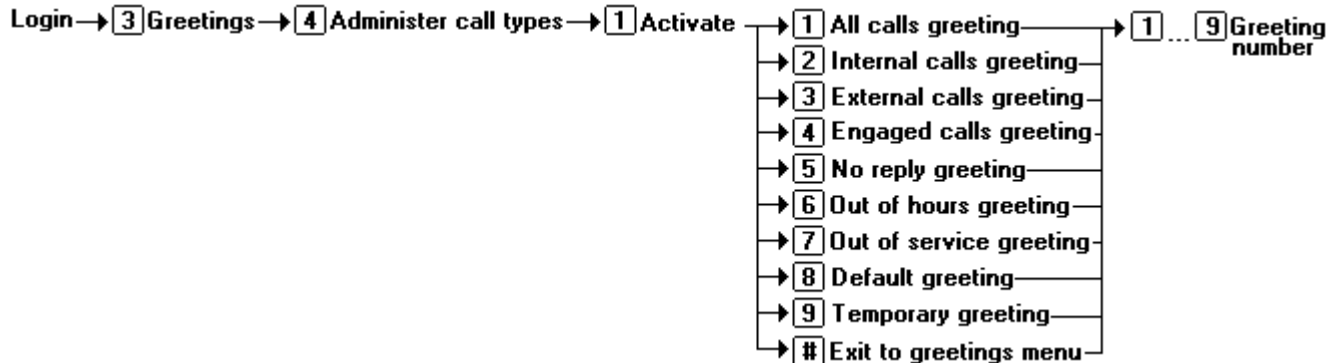 Login 3 Greetings 4 Administer call types 1 Activate 1 All calls greeting 1 ... 9 Greeting number
2 Internal calls greeting
3 External calls greeting
4 Engaged calls greeting
5 No reply greeting
6 Out of hours greeting
7 Out of service greeting
8 Default greeting
9 Temporary greeting
# Exit to greetings menu